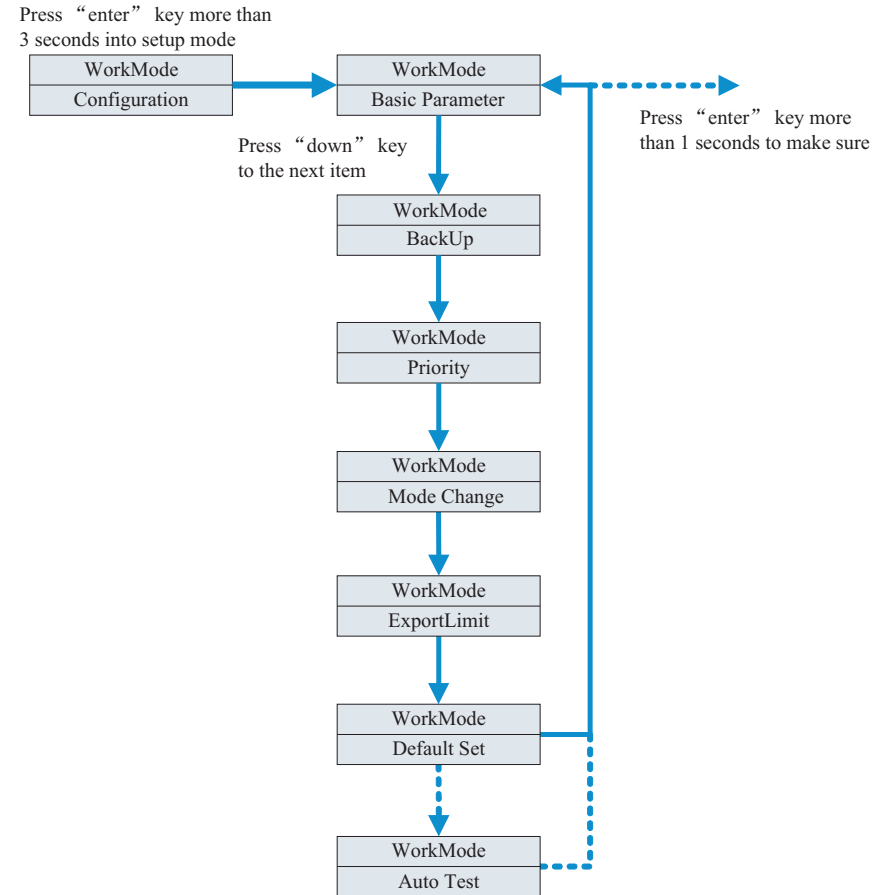 Press “enter” key more than
3 seconds into setup mode
WorkMode
Configuration
WorkMode
Basic Parameter
Press “enter” key more
than 1 seconds to make sure
Press “down” key
to the next item
WorkMode
BackUp
WorkMode
Priority
WorkMode
Mode Change
WorkMode
ExportLimit
WorkMode
Default Set
WorkMode
Auto Test